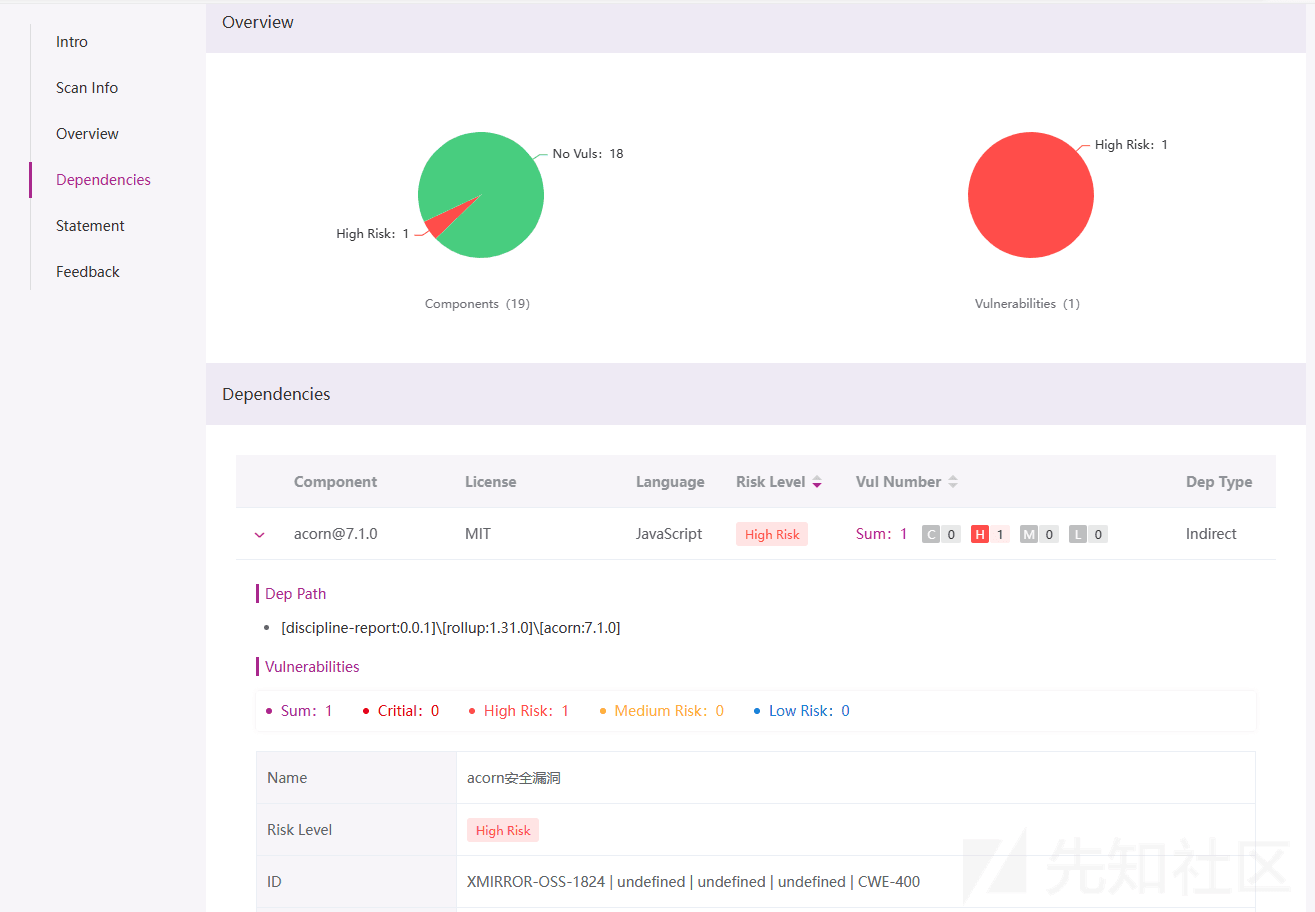 Overview
Intro
Scan Info
Overview
Dependencies
Statement
Feedback
No Vuls: 18
High Risk: 1
High Risk: 1
Components (19)
Vulnerabilities (1)
Dependencies
Component License Language Risk Level Vul Number Dep Type
acorn@7.1.0 MIT JavaScript High Risk Sum: 1 C 0 H 1 M 0 L 0 Indirect
Dep Path
[discipline-report:0.0.1]\[rollup:1.31.0]\[acorn:7.1.0]
Vulnerabilities
Sum: 1 Critial: 0 High Risk: 1 Medium Risk: 0 Low Risk: 0
Name acorn安全漏洞
Risk Level High Risk
ID XMIRROR-OSS-1824 | undefined | undefined | undefined | CWE-400
先知社区